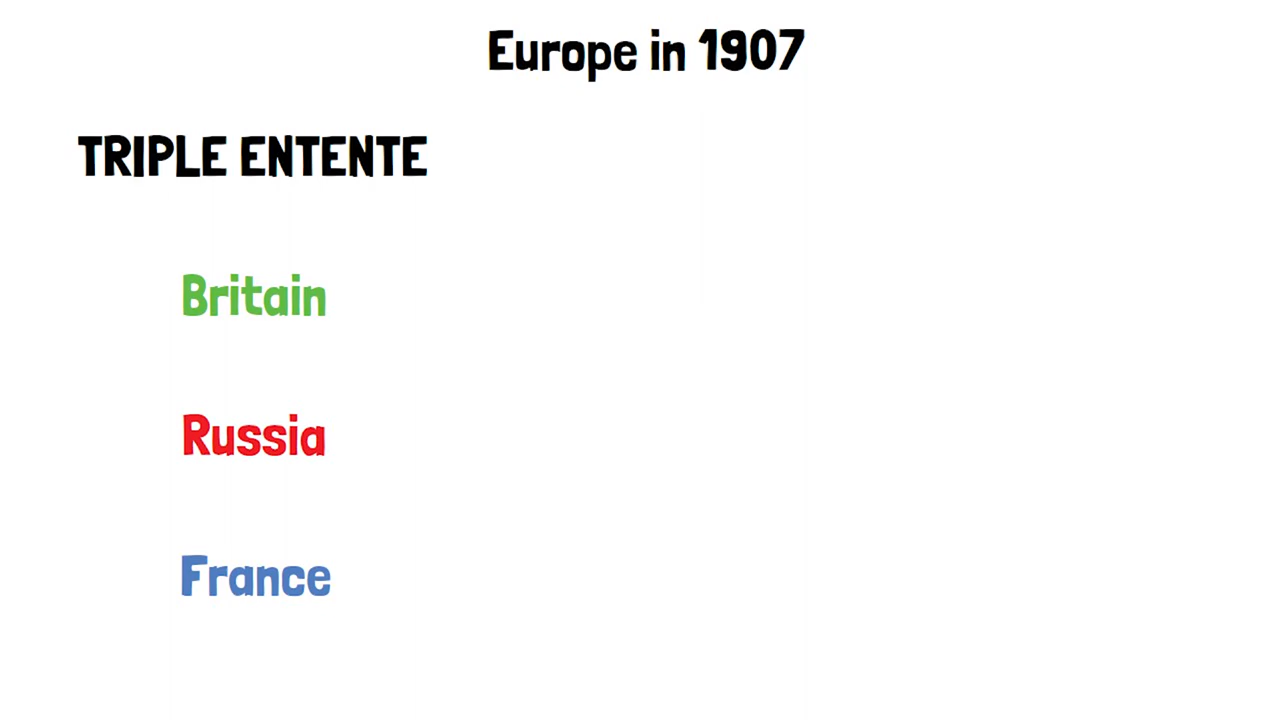 Europe in 1907
TRIPLE ENTENTE
Britain
Russia
France